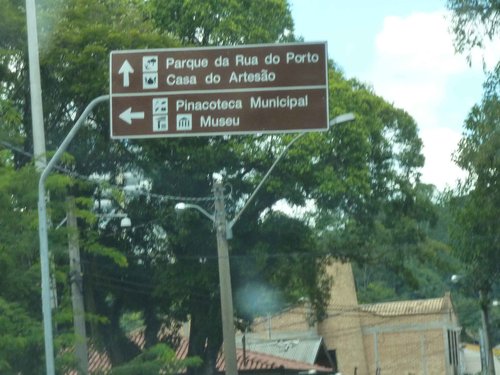 Parque da Rua do Porto
Casa do Artesão
Pinacoteca Municipal
Museu